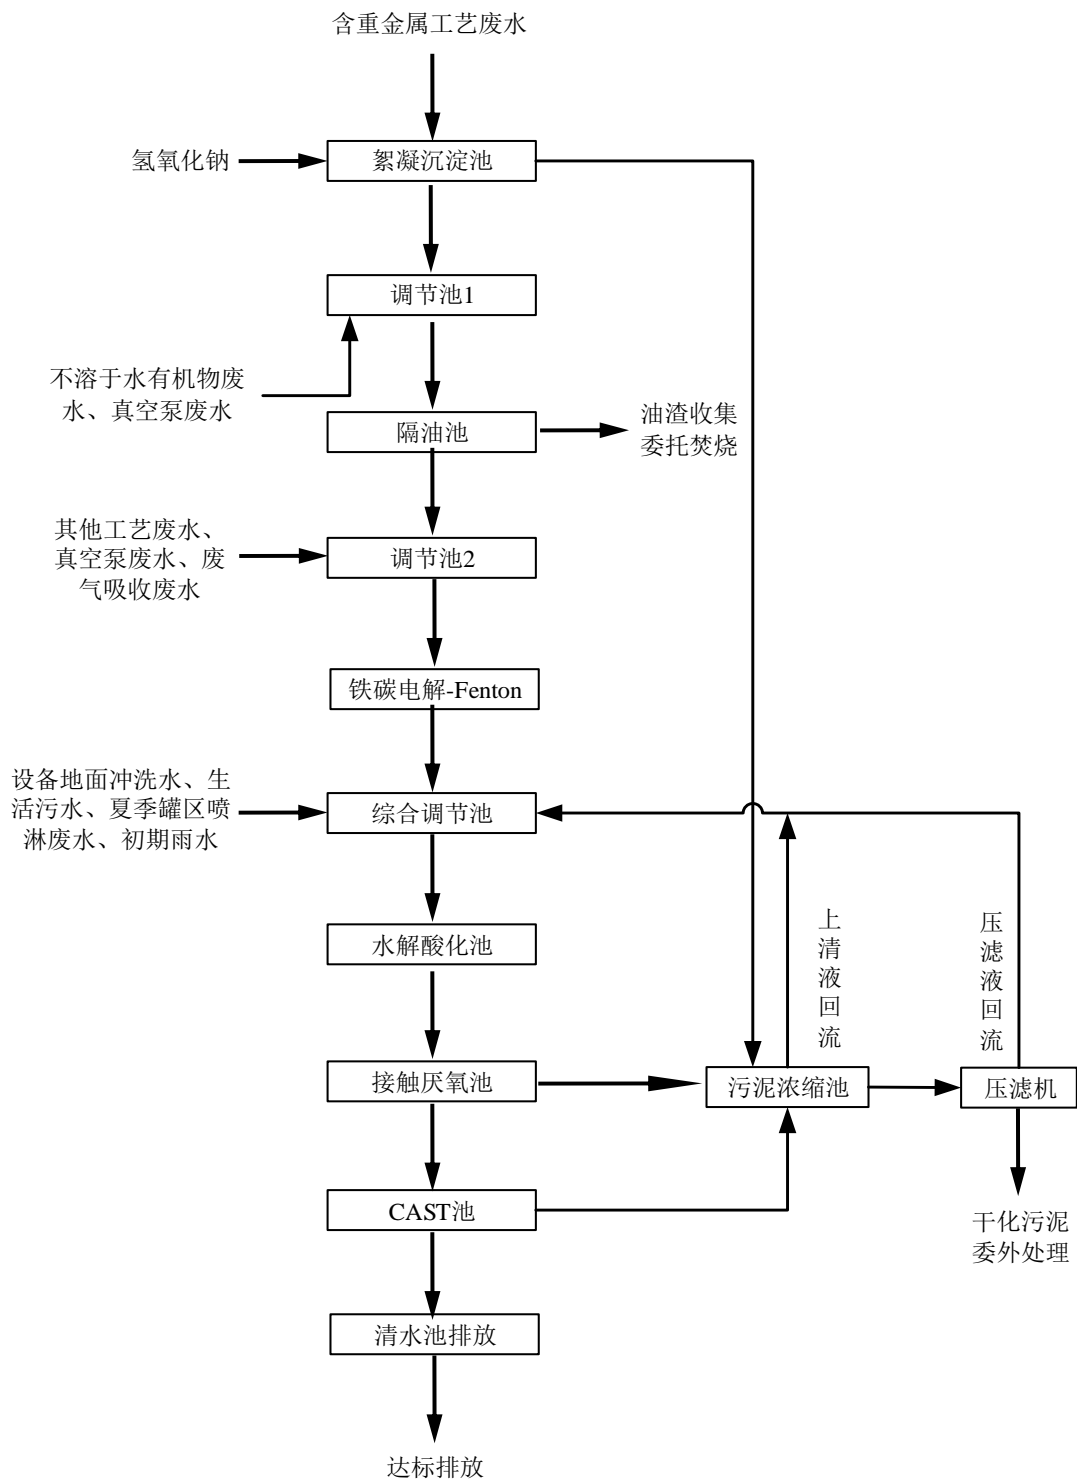 含重金属工艺废水
氢氧化钠
絮凝沉淀池
调节池1
不溶于水有机物废
水、真空泵废水
隔油池
油渣收集
委托焚烧
其他工艺废水、
真空泵废水、废
气吸收废水
调节池2
铁碳电解-Fenton
设备地面冲洗水、生
活污水、夏季罐区喷
淋废水、初期雨水
综合调节池
水解酸化池
上清液回流
压滤液回流
接触厌氧池
污泥浓缩池
压滤机
CAST池
干化污泥
委外处理
清水池排放
达标排放